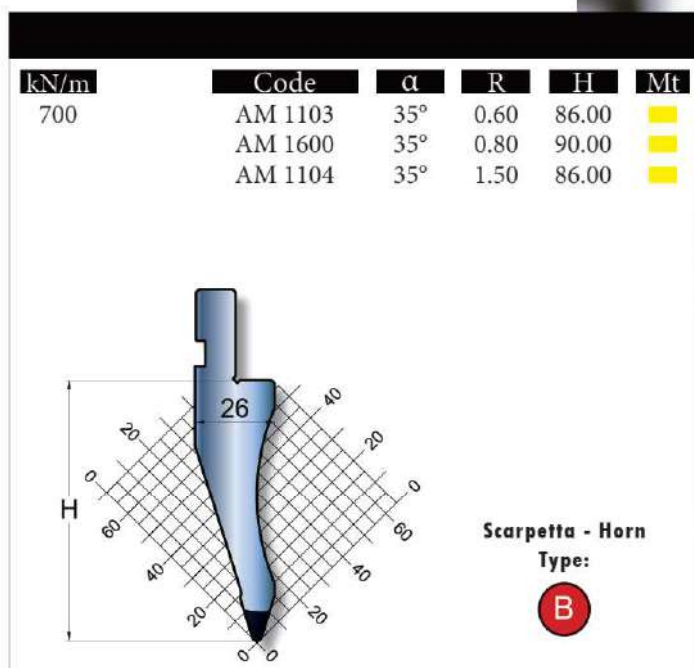 kN/m Code α R H Mt
700 AM 1103 35° 0.60 86.00
AM 1600 35° 0.80 90.00
AM 1104 35° 1.50 86.00
26
H
40
20
0
60
40
20
0
20
0
60
40
20
0
Scarpetta - Horn
Type:
B